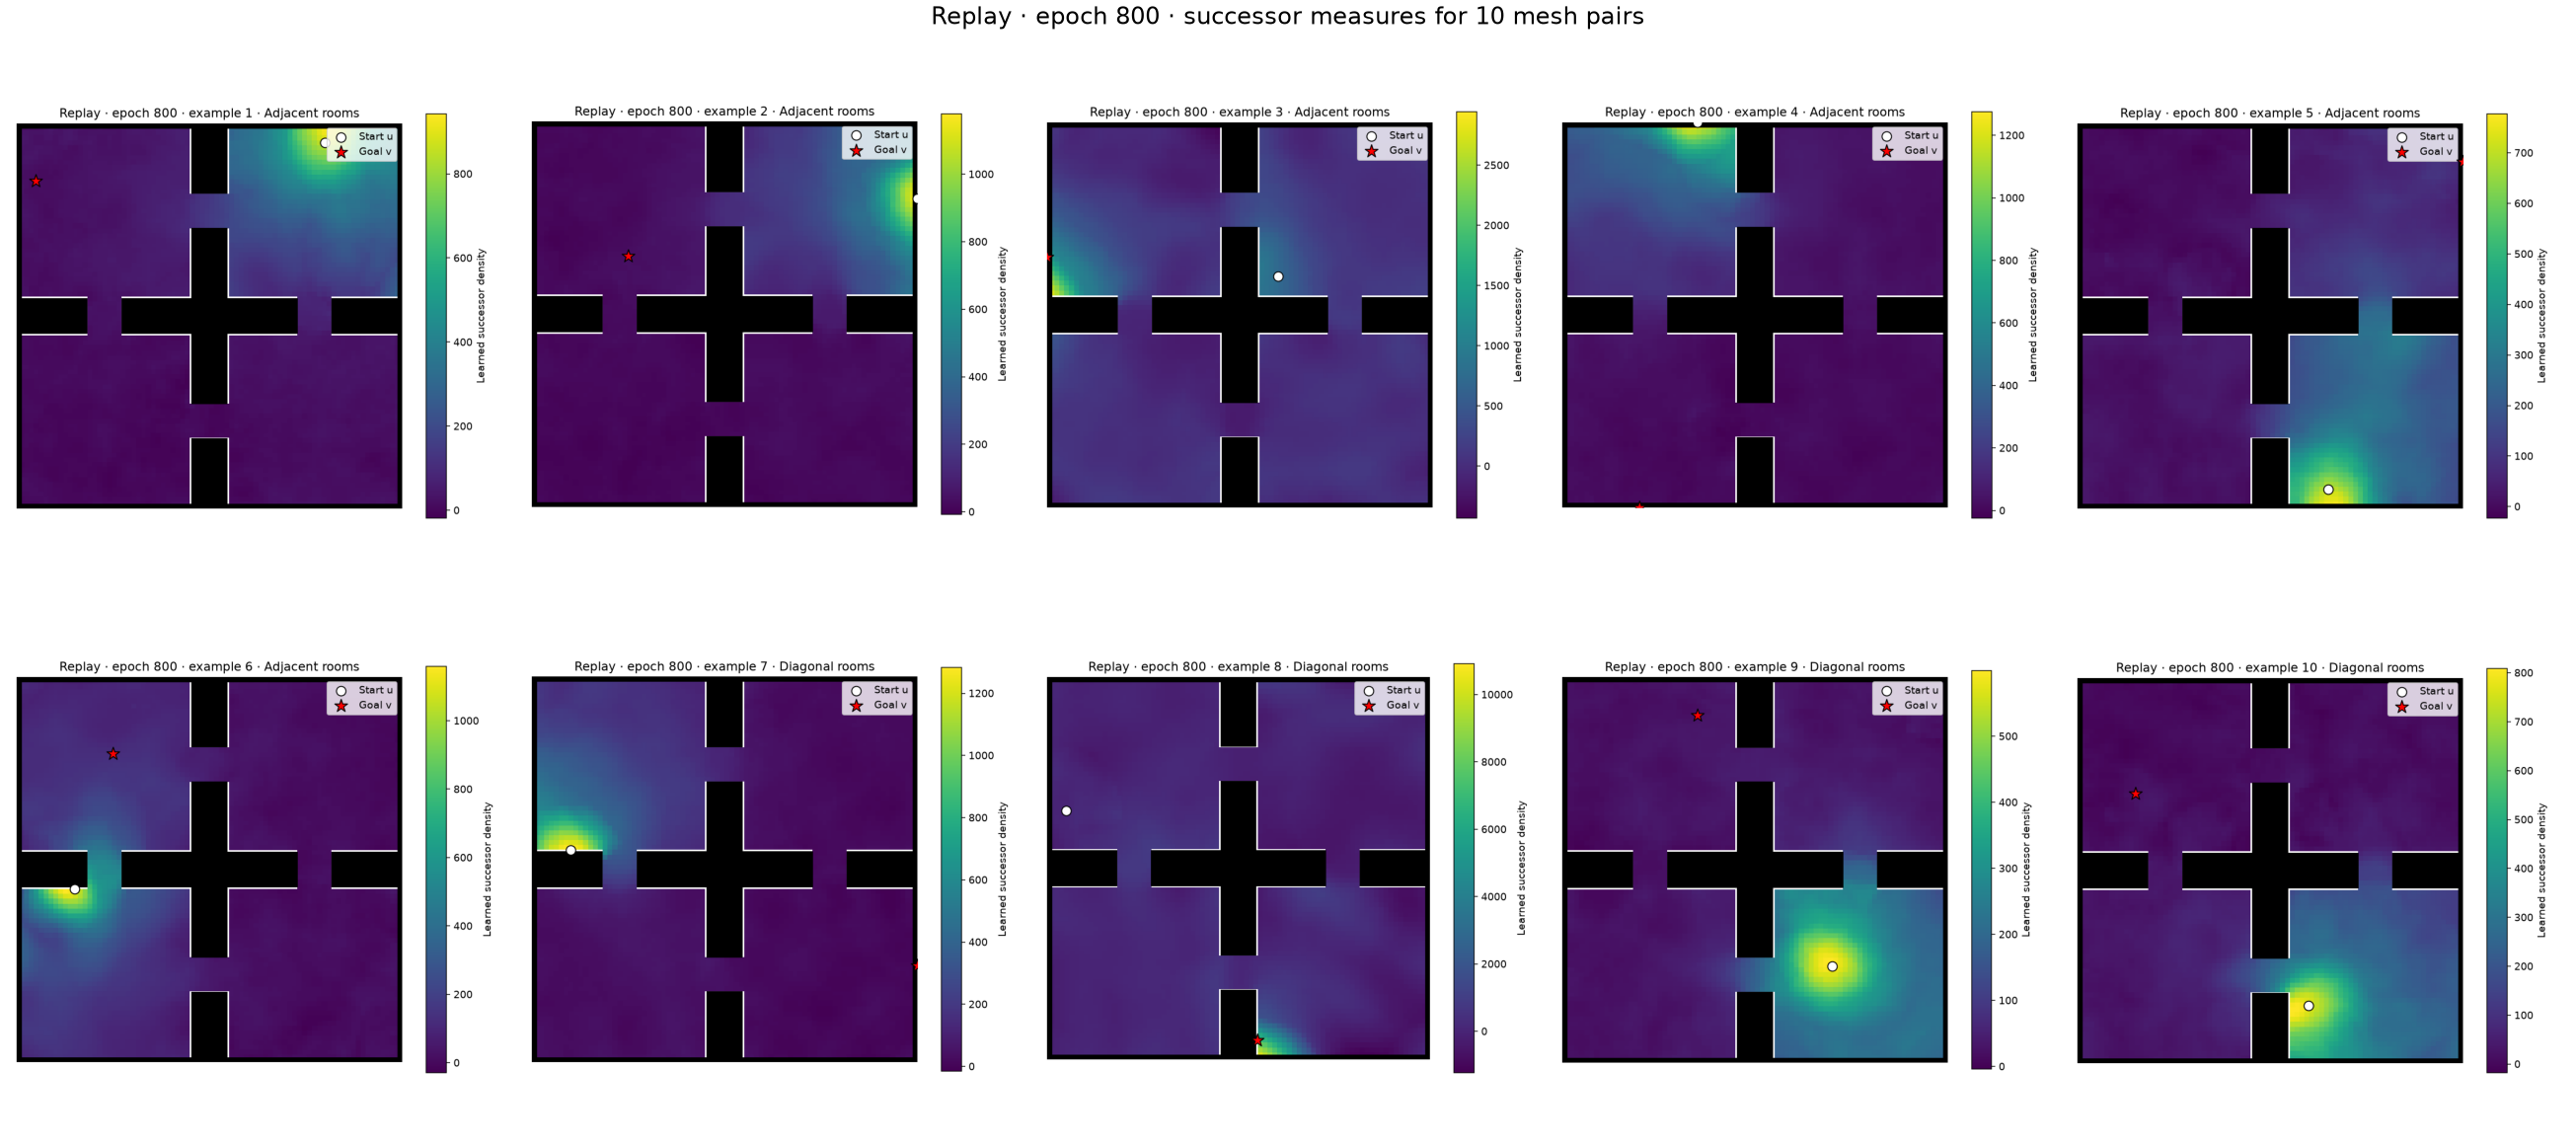 Replay · epoch 800 · successor measures for 10 mesh pairs
Replay · epoch 800 · example 1 · Adjacent rooms
Start u
Goal v
800
600
400
200
0
Learned successor density
Replay · epoch 800 · example 2 · Adjacent rooms
Start u
Goal v
1000
800
600
400
200
0
Learned successor density
Replay · epoch 800 · example 3 · Adjacent rooms
Start u
Goal v
2500
2000
1500
1000
500
0
Learned successor density
Replay · epoch 800 · example 4 · Adjacent rooms
Start u
Goal v
1200
1000
800
600
400
200
0
Learned successor density
Replay · epoch 800 · example 5 · Adjacent rooms
Start u
Goal v
700
600
500
400
300
200
100
0
Learned successor density
Replay · epoch 800 · example 6 · Adjacent rooms
Start u
Goal v
1000
800
600
400
200
0
Learned successor density
Replay · epoch 800 · example 7 · Diagonal rooms
Start u
Goal v
1200
1000
800
600
400
200
0
Learned successor density
Replay · epoch 800 · example 8 · Diagonal rooms
Start u
Goal v
10000
8000
6000
4000
2000
0
Learned successor density
Replay · epoch 800 · example 9 · Diagonal rooms
Start u
Goal v
500
400
300
200
100
0
Learned successor density
Replay · epoch 800 · example 10 · Diagonal rooms
Start u
Goal v
800
700
600
500
400
300
200
100
0
Learned successor density